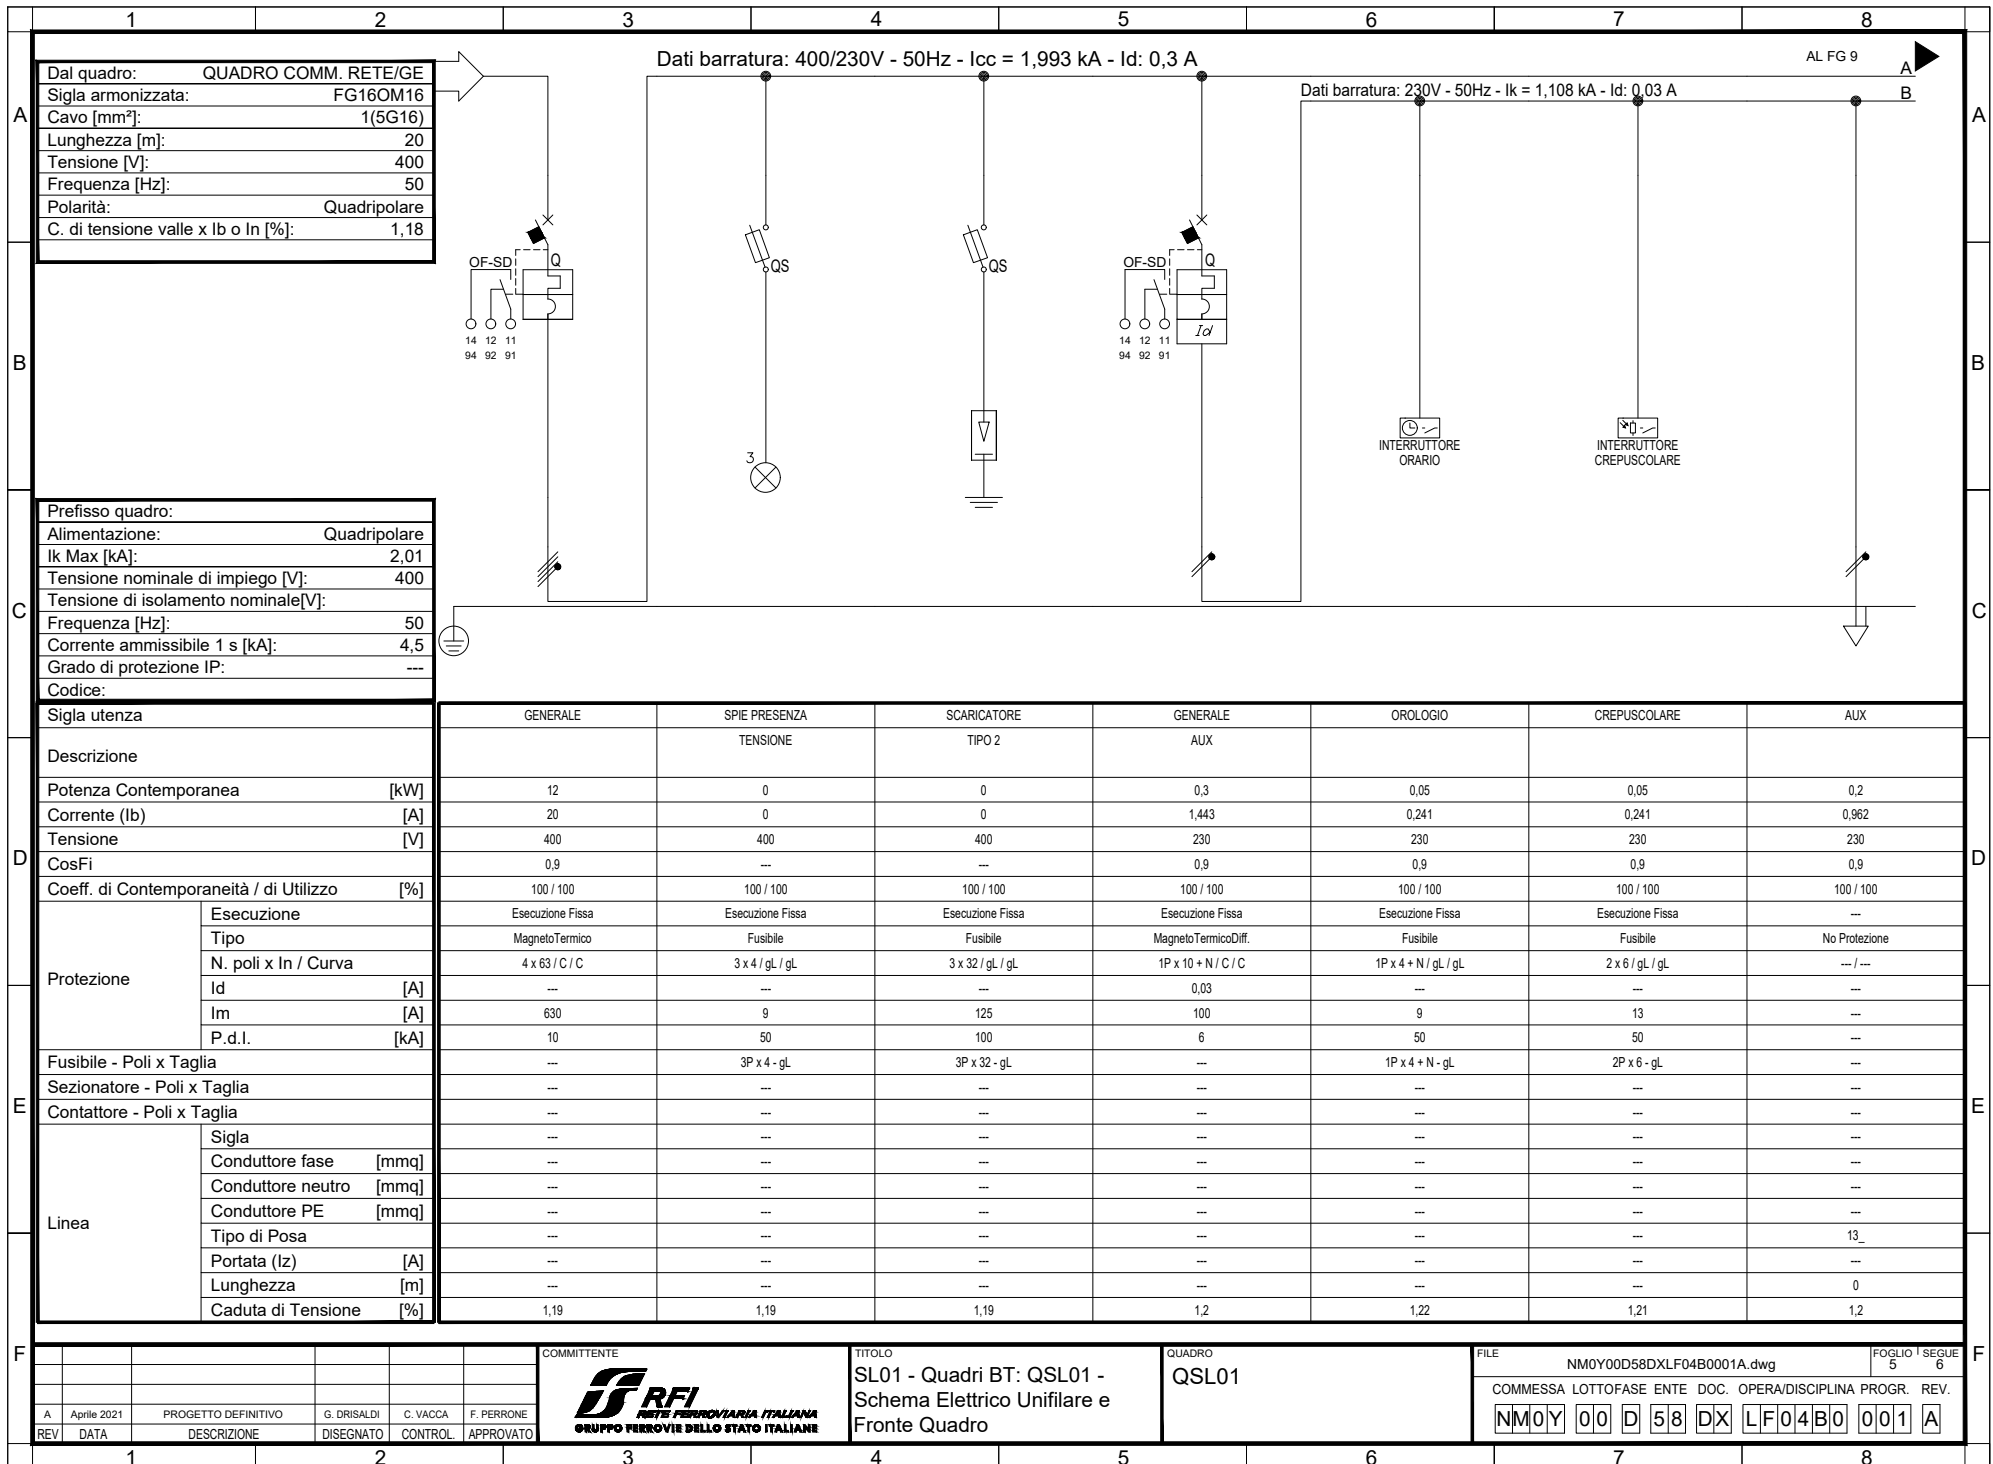 1 2 3 4 5 6 7 8
Dati barratura: 400/230V - 50Hz - Icc = 1,993 kA - Id: 0,3 A
AL FG 9
A
Dati barratura: 230V - 50Hz - Ik = 1,108 kA - Id: 0,03 A
B
Dal quadro: QUADRO COMM. RETE/GE
Sigla armonizzata: FG16OM16
Cavo [mm²]: 1(5G16)
Lunghezza [m]: 20
Tensione [V]: 400
Frequenza [Hz]: 50
Polarità: Quadripolare
C. di tensione valle x Ib o In [%]: 1,18
A A
OF-SD Q
14 12 11
94 92 91
QS
3
QS
OF-SD Q
Id
14 12 11
94 92 91
INTERRUTTORE
ORARIO
INTERRUTTORE
CREPUSCOLARE
B B
Prefisso quadro:
Alimentazione: Quadripolare
Ik Max [kA]: 2,01
Tensione nominale di impiego [V]: 400
Tensione di isolamento nominale[V]:
Frequenza [Hz]: 50
Corrente ammissibile 1 s [kA]: 4,5
Grado di protezione IP: ---
Codice:
C C
Sigla utenza GENERALE SPIE PRESENZA SCARICATORE GENERALE OROLOGIO CREPUSCOLARE AUX
Descrizione TENSIONE TIPO 2 AUX
Potenza Contemporanea [kW] 12 0 0 0,3 0,05 0,05 0,2
Corrente (Ib) [A] 20 0 0 1,443 0,241 0,241 0,962
Tensione [V] 400 400 400 230 230 230 230
CosFi 0,9 --- --- 0,9 0,9 0,9 0,9
D D
Coeff. di Contemporaneità / di Utilizzo [%] 100 / 100 100 / 100 100 / 100 100 / 100 100 / 100 100 / 100 100 / 100
Protezione
Esecuzione Esecuzione Fissa Esecuzione Fissa Esecuzione Fissa Esecuzione Fissa Esecuzione Fissa Esecuzione Fissa ---
Tipo MagnetoTermico Fusibile Fusibile MagnetoTermicoDiff. Fusibile Fusibile No Protezione
N. poli x In / Curva 4 x 63 / C / C 3 x 4 / gL / gL 3 x 32 / gL / gL 1P x 10 + N / C / C 1P x 4 + N / gL / gL 2 x 6 / gL / gL --- / ---
Id [A] --- --- --- 0,03 --- --- ---
Im [A] 630 9 125 100 9 13 ---
P.d.I. [kA] 10 50 100 6 50 50 ---
Fusibile - Poli x Taglia --- 3P x 4 - gL 3P x 32 - gL --- 1P x 4 + N - gL 2P x 6 - gL ---
Sezionatore - Poli x Taglia --- --- --- --- --- --- ---
Contattore - Poli x Taglia --- --- --- --- --- --- ---
E E
Linea
Sigla --- --- --- --- --- --- ---
Conduttore fase [mmq] --- --- --- --- --- --- ---
Conduttore neutro [mmq] --- --- --- --- --- --- ---
Conduttore PE [mmq] --- --- --- --- --- --- ---
Tipo di Posa --- --- --- --- --- --- 13_
Portata (Iz) [A] --- --- --- --- --- --- ---
Lunghezza [m] --- --- --- --- --- --- 0
Caduta di Tensione [%] 1,19 1,19 1,19 1,2 1,22 1,21 1,2
F F
A Aprile 2021 PROGETTO DEFINITIVO G. DRISALDI C. VACCA F. PERRONE
REV DATA DESCRIZIONE DISEGNATO CONTROL. APPROVATO
COMMITTENTE
RFI
RETE FERROVIARIA ITALIANA
GRUPPO FERROVIE DELLO STATO ITALIANE
TITOLO
SL01 - Quadri BT: QSL01 -
Schema Elettrico Unifilare e
Fronte Quadro
QUADRO
QSL01
FILE
NM0Y00D58DXLF04B0001A.dwg
FOGLIO SEGUE
5 6
COMMESSA LOTTO FASE ENTE DOC. OPERA/DISCIPLINA PROGR. REV.
NM0Y 00 D 58 DX LF04B0 001 A
1 2 3 4 5 6 7 8